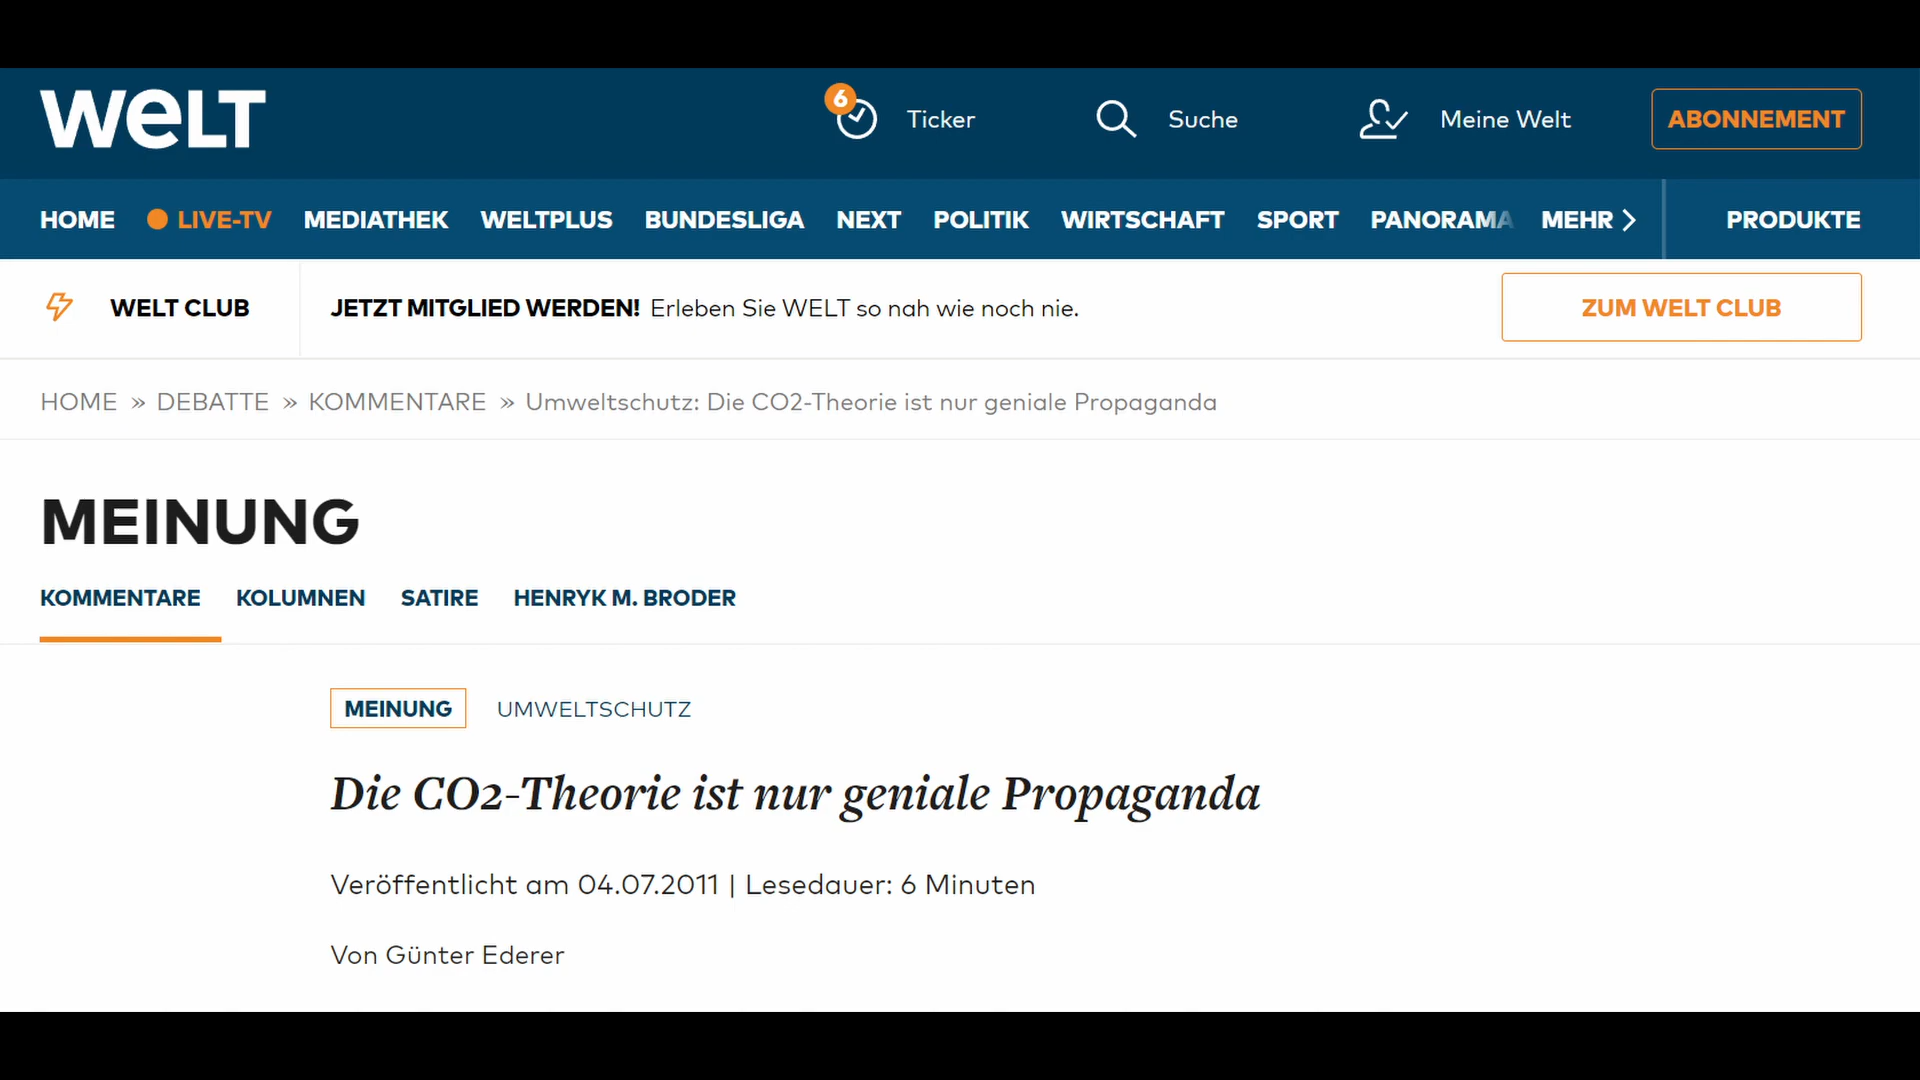 WELT
6 Ticker Suche Meine Welt ABONNEMENT
HOME LIVE-TV MEDIATHEK WELTPLUS BUNDESLIGA NEXT POLITIK WIRTSCHAFT SPORT PANORAMA MEHR PRODUKTE
WELT CLUB JETZT MITGLIED WERDEN! Erleben Sie WELT so nah wie noch nie. ZUM WELT CLUB
HOME » DEBATTE » KOMMENTARE » Umweltschutz: Die CO2-Theorie ist nur geniale Propaganda
MEINUNG
KOMMENTARE KOLUMNEN SATIRE HENRYK M. BRODER
MEINUNG UMWELTSCHUTZ
Die CO2-Theorie ist nur geniale Propaganda
Veröffentlicht am 04.07.2011 | Lesedauer: 6 Minuten
Von Günter Ederer